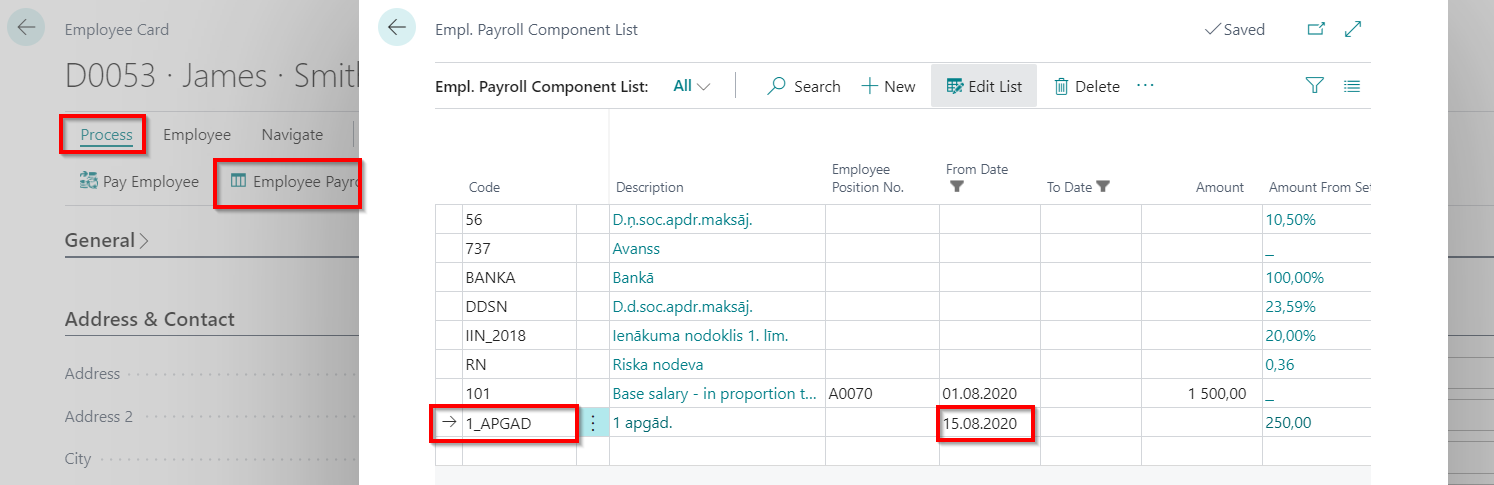 Employee Card
D0053 · James · Smith
Process Employee Navigate
Pay Employee Employee Payro
General
Address & Contact
Address
Address 2
City
Empl. Payroll Component List
Saved
Empl. Payroll Component List: All Search New Edit List Delete ...
Code Description Employee Position No. From Date To Date Amount Amount From Set
56 D.ņ.soc.apdr.maksāj. 10,50%
737 Avanss _
BANKA Bankā 100,00%
DDSN D.d.soc.apdr.maksāj. 23,59%
IIN_2018 Ienākuma nodoklis 1. līm. 20,00%
RN Riska nodeva 0,36
101 Base salary - in proportion t... A0070 01.08.2020 1 500,00 _
1_APGAD 1 apgād. 15.08.2020 250,00